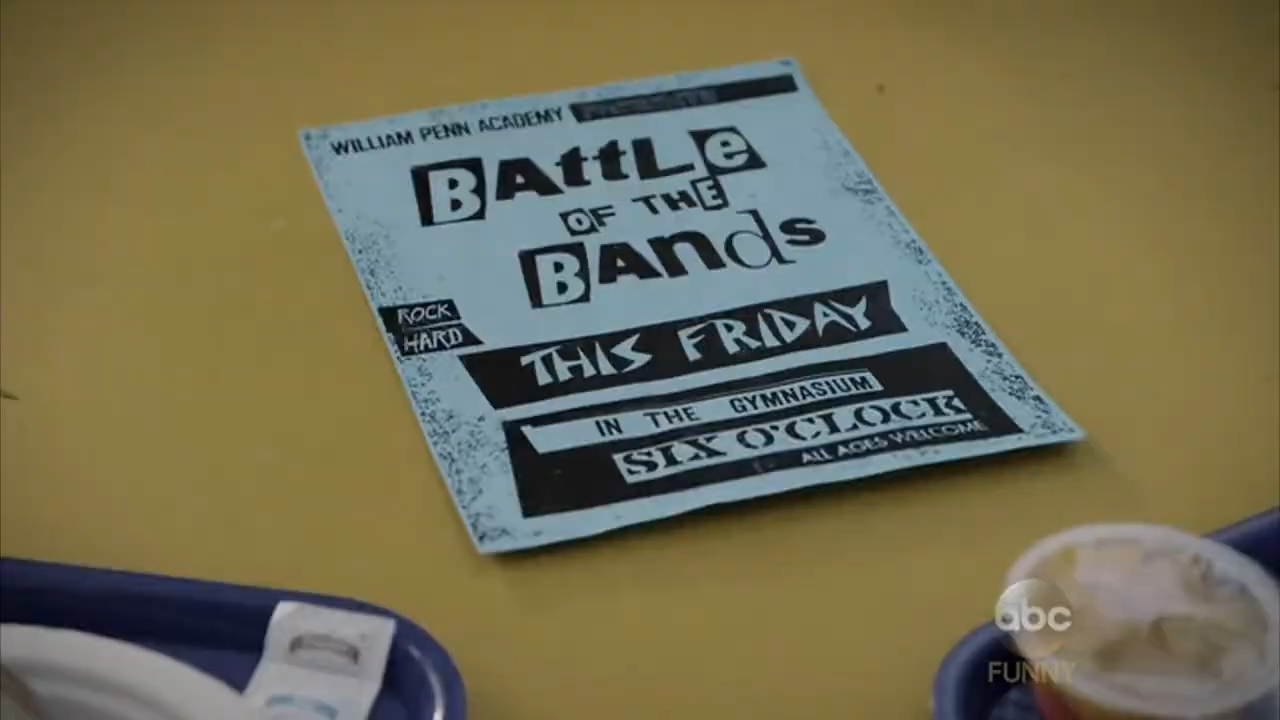 WILLIAM PENN ACADEMY PRESENTS
BAttLe
OF THE
BANds
ROCK
HARD
THIS FRIDAY
IN THE GYMNASIUM
SIX O'CLOCK
ALL AGES WELCOME
abc
FUNNY